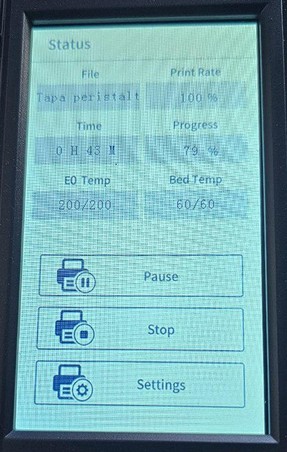 Status
File Print Rate
Tapa peristalt 100 %
Time Progress
0 H 43 M 79 %
E0 Temp Bed Temp
200/200 60/60
Pause
Stop
Settings